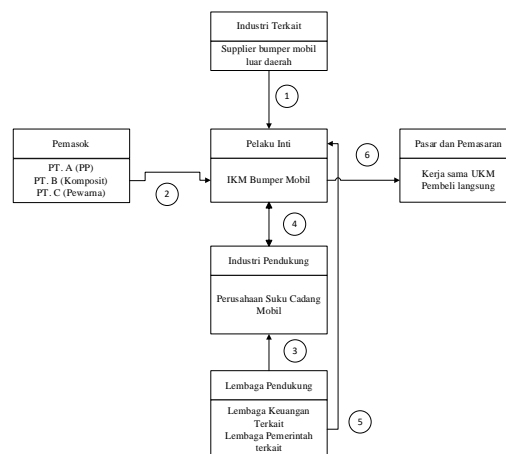 Industri Terkait
Supplier bumper mobil
luar daerah
1
Pemasok
PT. A (PP)
PT. B (Komposit)
PT. C (Pewarna)
2
Pelaku Inti
IKM Bumper Mobil
6
Pasar dan Pemasaran
Kerja sama UKM
Pembeli langsung
4
Industri Pendukung
Perusahaan Suku Cadang
Mobil
3
Lembaga Pendukung
Lembaga Keuangan
Terkait
Lembaga Pemerintah
terkait
5